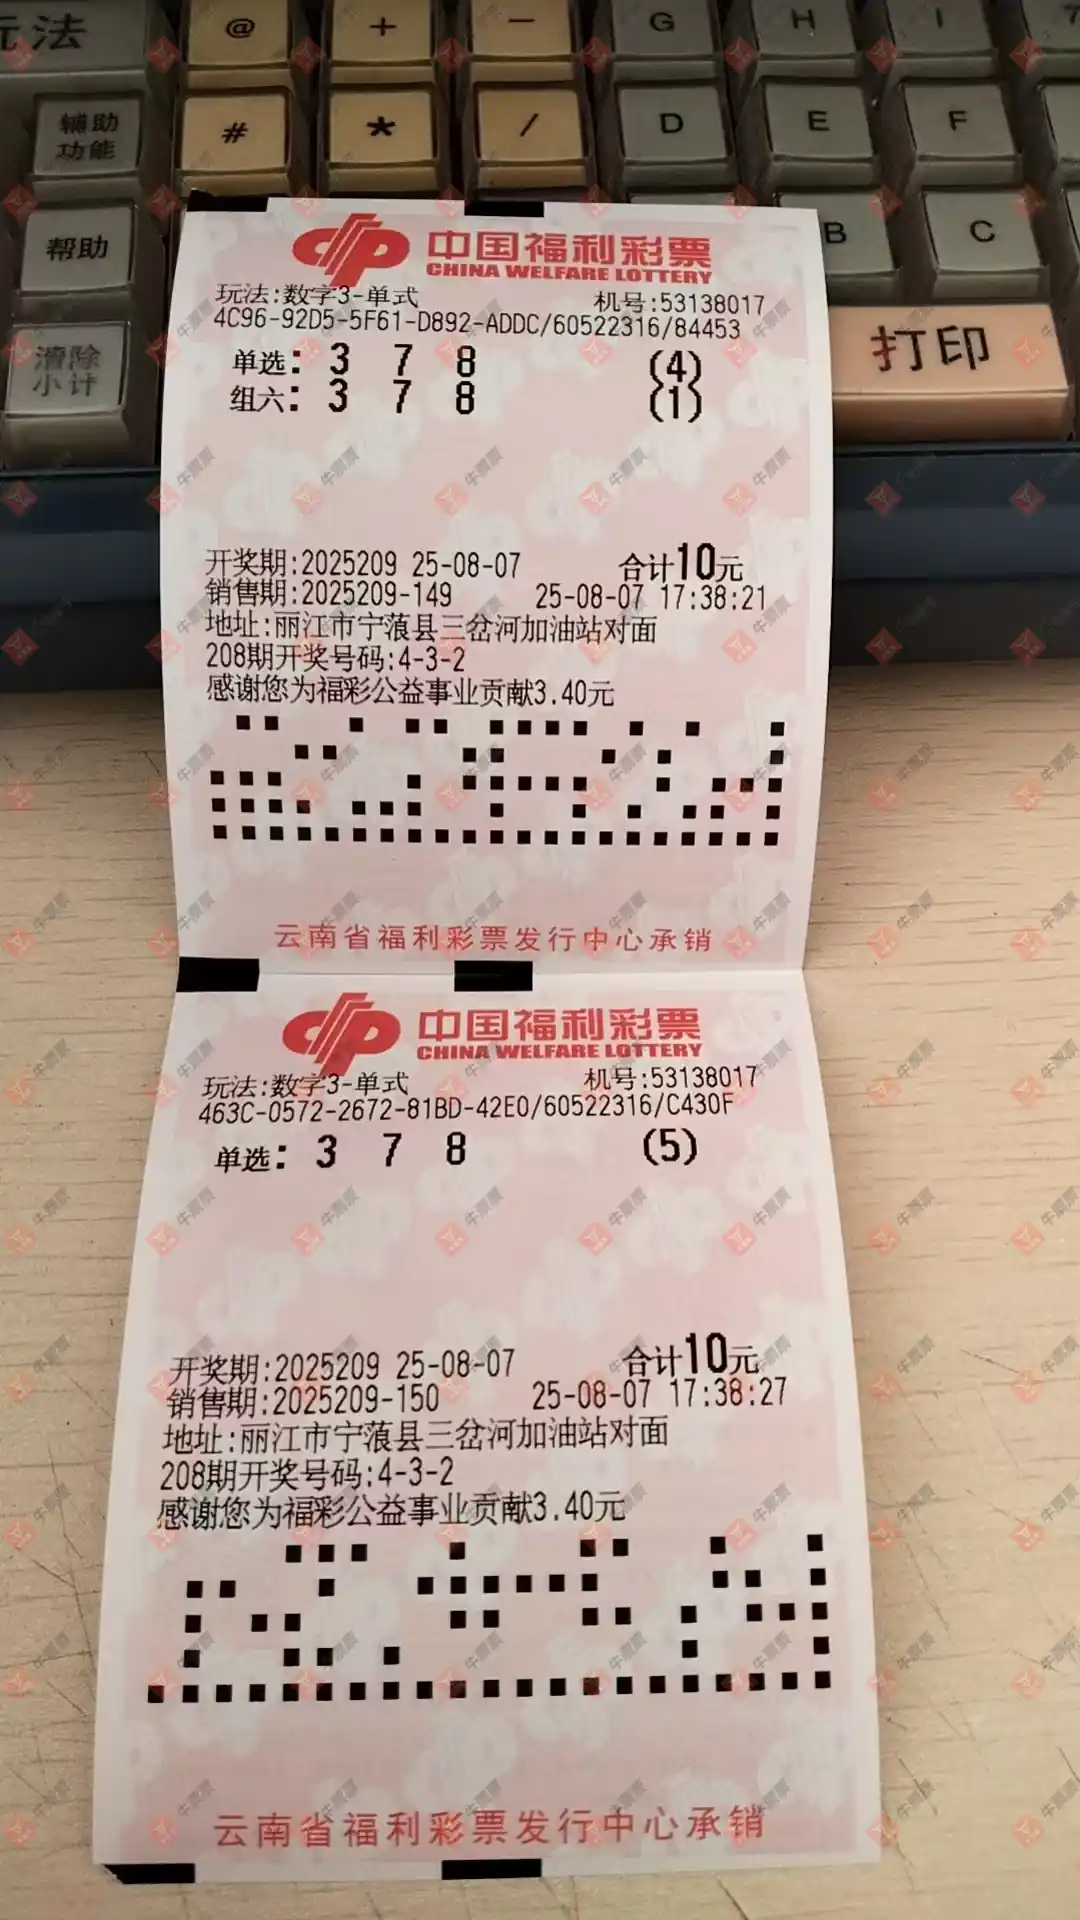 玩法
@
+
-
G
H
I
7
辅助
功能
#
*
/
D
E
F
帮助
B
C
清除
小计
打印
中国福利彩票
CHINA WELFARE LOTTERY
玩法:数字3-单式 机号:53138017
4C96-92D5-5F61-D892-ADDC/60522316/84453
单选: 3 7 8 (4)
组六: 3 7 8 (1)
开奖期:2025209 25-08-07 合计10元
销售期:2025209-149 25-08-07 17:38:21
地址:丽江市宁蒗县三岔河加油站对面
208期开奖号码:4-3-2
感谢您为福彩公益事业贡献3.40元
云南省福利彩票发行中心承销
中国福利彩票
CHINA WELFARE LOTTERY
玩法:数字3-单式 机号:53138017
463C-0572-2672-81BD-42E0/60522316/C430F
单选: 3 7 8 (5)
开奖期:2025209 25-08-07 合计10元
销售期:2025209-150 25-08-07 17:38:27
地址:丽江市宁蒗县三岔河加油站对面
208期开奖号码:4-3-2
感谢您为福彩公益事业贡献3.40元
云南省福利彩票发行中心承销
牛票票